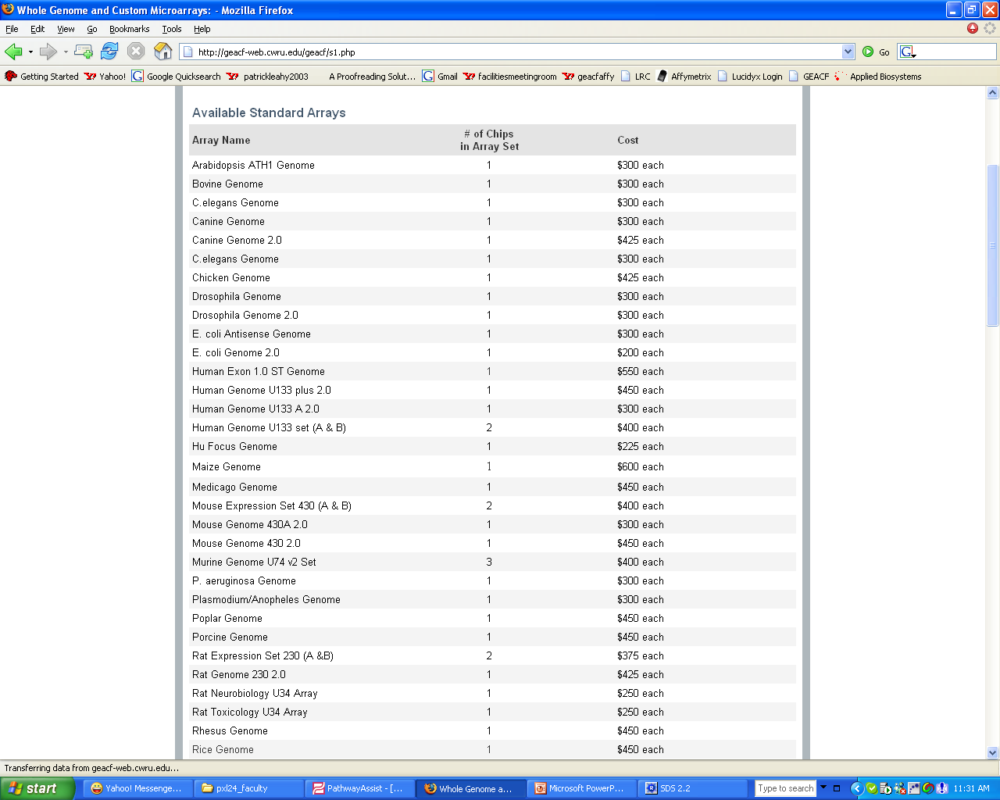 Whole Genome and Custom Microarrays: - Mozilla Firefox
File Edit View Go Bookmarks Tools Help
http://geacf-web.cwru.edu/geacf/s1.php Go G
Getting Started Yahoo! Google Quicksearch patrickleahy2003 A Proofreading Solut... Gmail facilitiesmeetingroom geacfaffy LRC Affymetrix Lucidyx Login GEACF Applied Biosystems
Available Standard Arrays
Array Name # of Chips in Array Set Cost
Arabidopsis ATH1 Genome 1 $300 each
Bovine Genome 1 $300 each
C.elegans Genome 1 $300 each
Canine Genome 1 $300 each
Canine Genome 2.0 1 $425 each
C.elegans Genome 1 $300 each
Chicken Genome 1 $425 each
Drosophila Genome 1 $300 each
Drosophila Genome 2.0 1 $300 each
E. coli Antisense Genome 1 $300 each
E. coli Genome 2.0 1 $200 each
Human Exon 1.0 ST Genome 1 $550 each
Human Genome U133 plus 2.0 1 $450 each
Human Genome U133 A 2.0 1 $300 each
Human Genome U133 set (A & B) 2 $400 each
Hu Focus Genome 1 $225 each
Maize Genome 1 $600 each
Medicago Genome 1 $450 each
Mouse Expression Set 430 (A & B) 2 $400 each
Mouse Genome 430A 2.0 1 $300 each
Mouse Genome 430 2.0 1 $450 each
Murine Genome U74 v2 Set 3 $400 each
P. aeruginosa Genome 1 $300 each
Plasmodium/Anopheles Genome 1 $300 each
Poplar Genome 1 $450 each
Porcine Genome 1 $450 each
Rat Expression Set 230 (A &B) 2 $375 each
Rat Genome 230 2.0 1 $425 each
Rat Neurobiology U34 Array 1 $250 each
Rat Toxicology U34 Array 1 $250 each
Rhesus Genome 1 $450 each
Rice Genome 1 $450 each
Transferring data from geacf-web.cwru.edu...
start Yahoo! Messenge... pxl24_faculty PathwayAssist - [... Whole Genome a... Microsoft PowerP... SDS 2.2 Type to search 11:31 AM